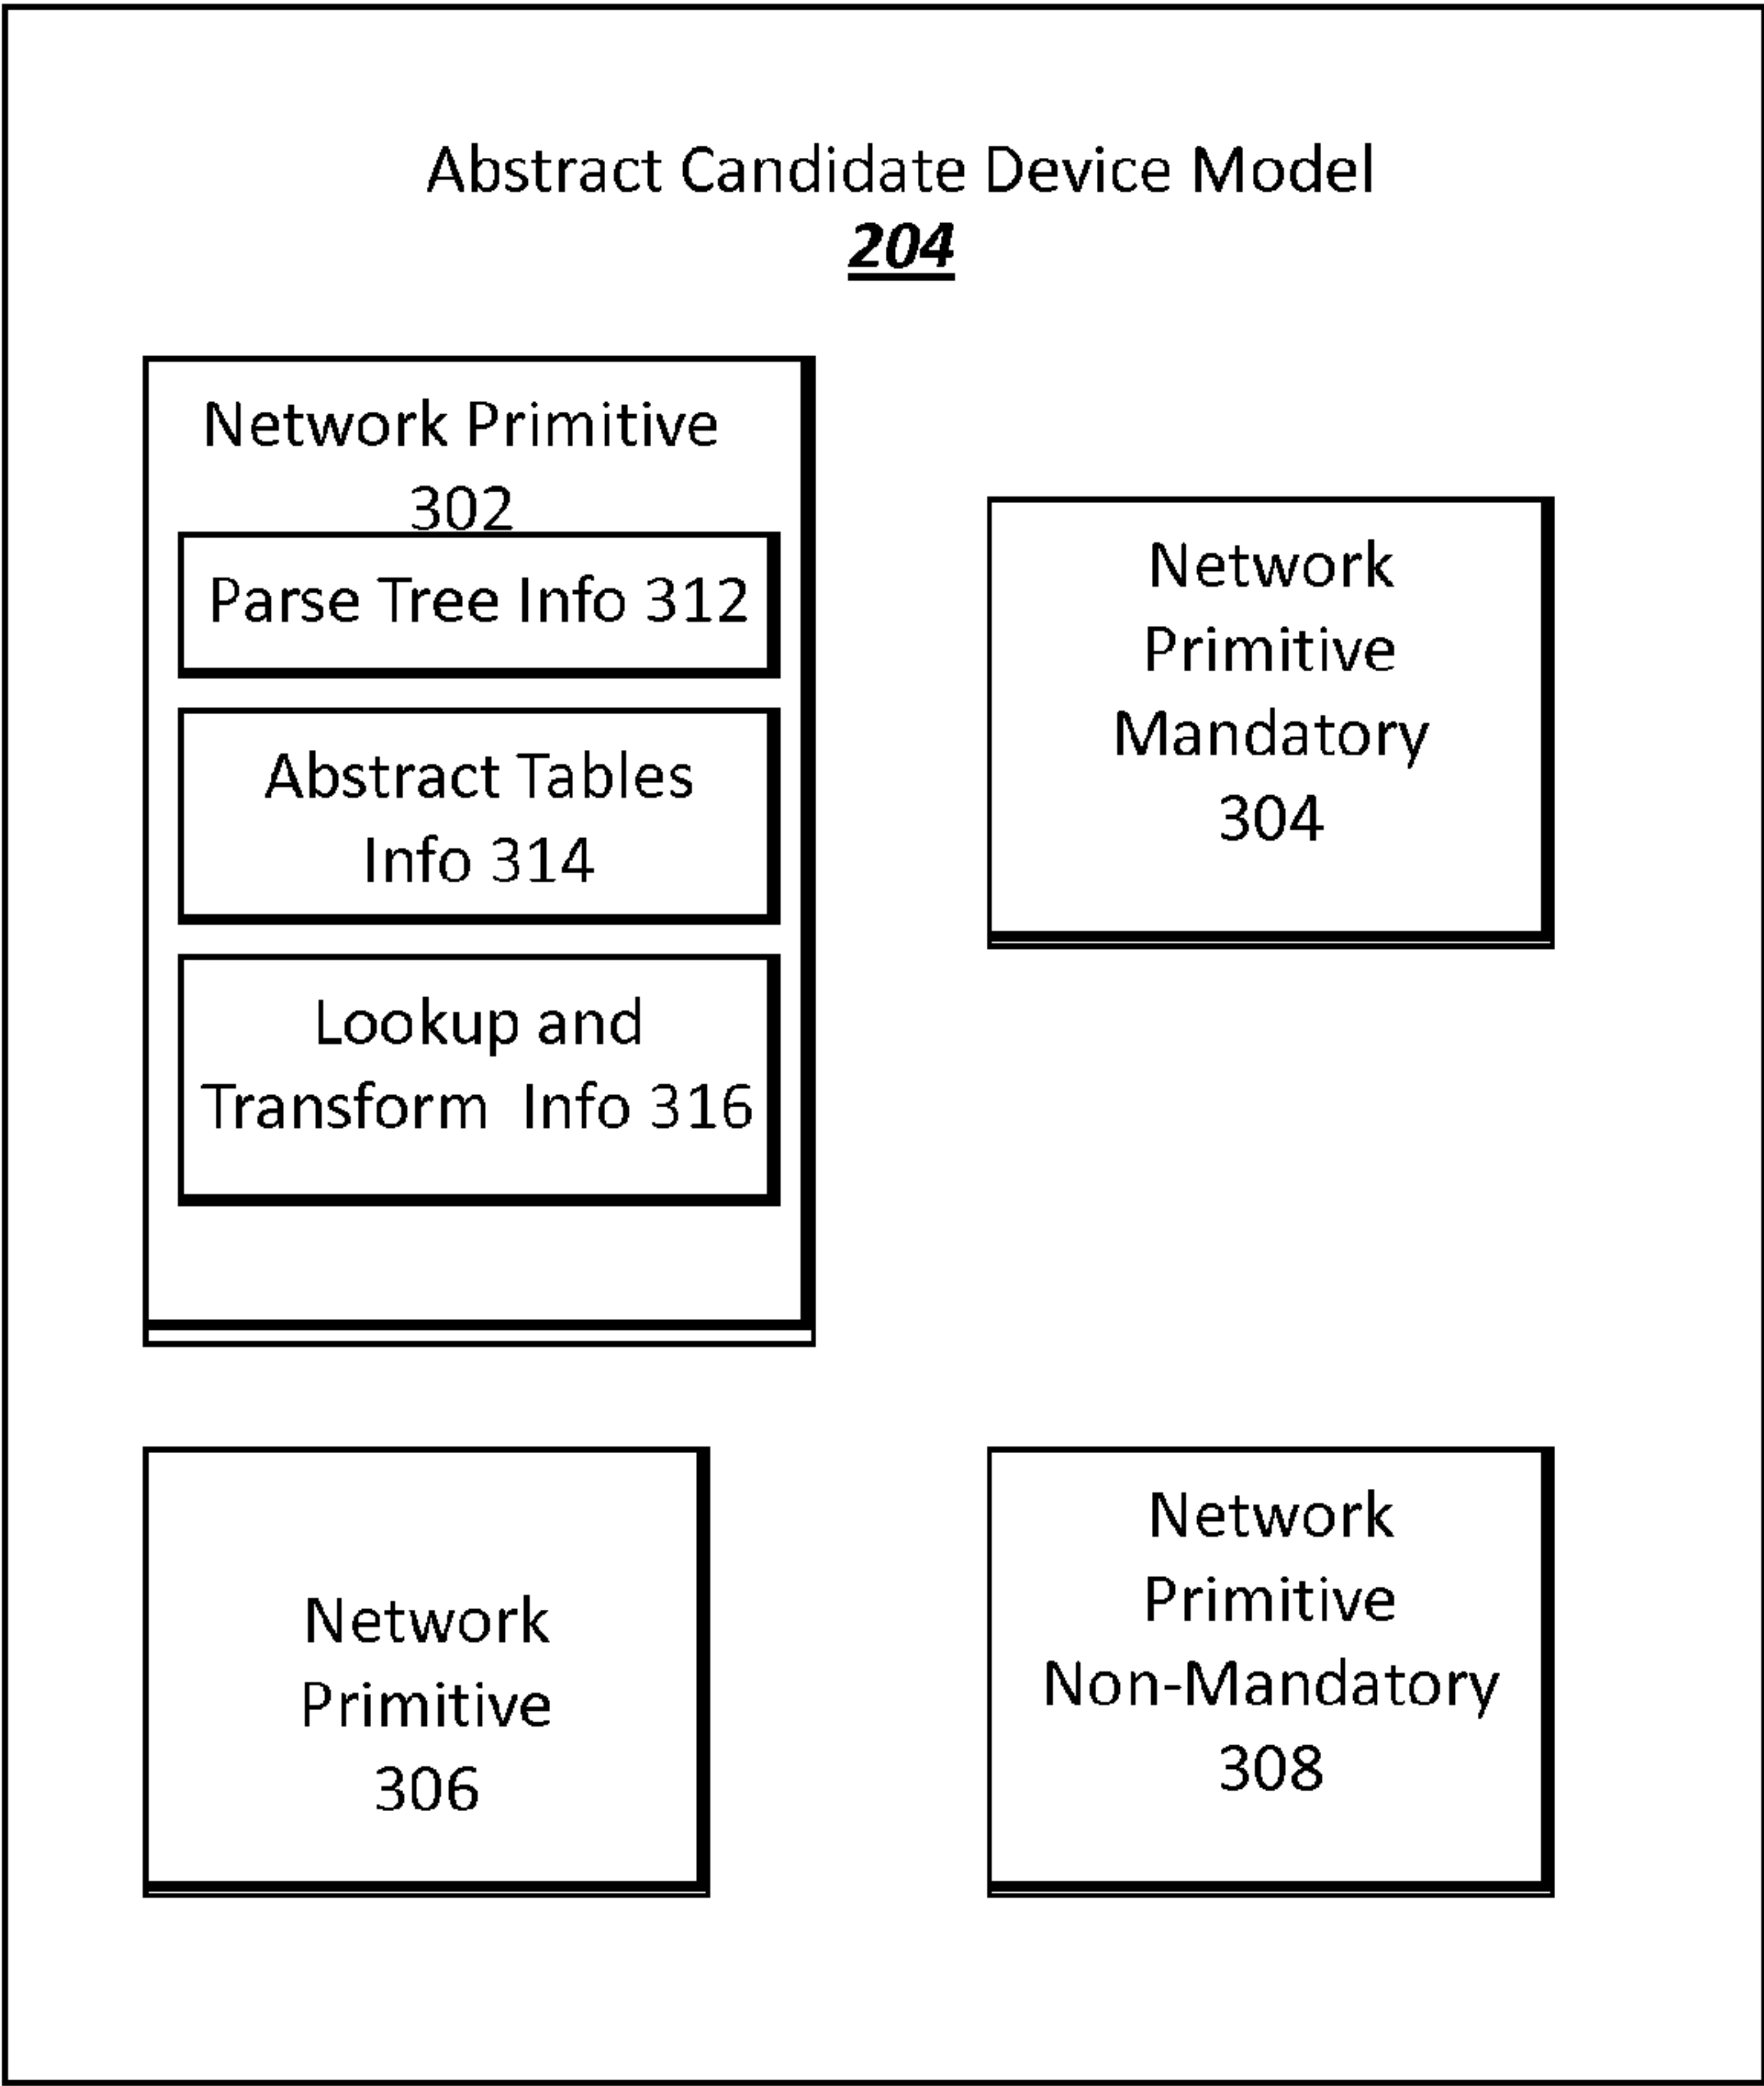 Abstract Candidate Device Model
204
Network Primitive
302
Parse Tree Info 312
Abstract Tables
Info 314
Lookup and
Transform Info 316
Network
Primitive
Mandatory
304
Network
Primitive
306
Network
Primitive
Non-Mandatory
308